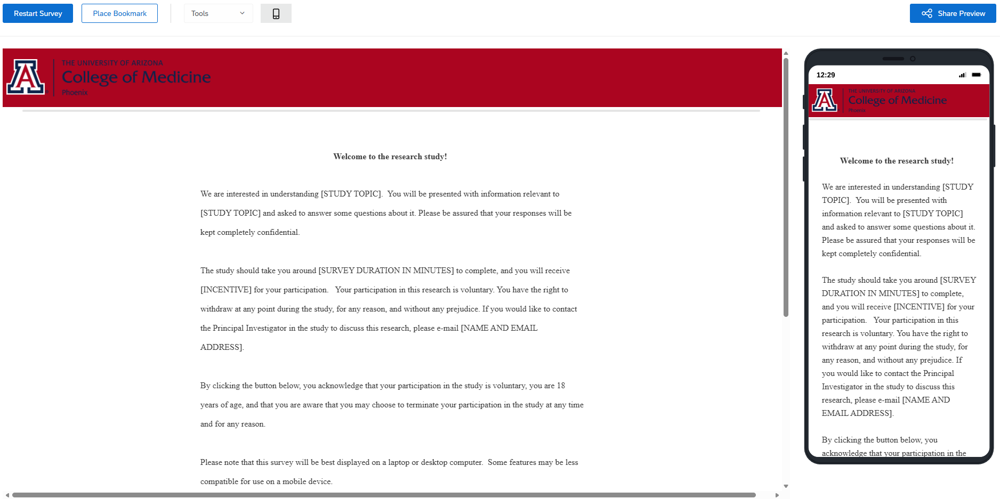 Restart Survey
Place Bookmark
Tools
Share Preview
THE UNIVERSITY OF ARIZONA
College of Medicine
Phoenix
Welcome to the research study!
We are interested in understanding [STUDY TOPIC].  You will be presented with information relevant to
[STUDY TOPIC] and asked to answer some questions about it. Please be assured that your responses will be
kept completely confidential.
The study should take you around [SURVEY DURATION IN MINUTES] to complete, and you will receive
[INCENTIVE] for your participation.   Your participation in this research is voluntary. You have the right to
withdraw at any point during the study, for any reason, and without any prejudice. If you would like to contact
the Principal Investigator in the study to discuss this research, please e-mail [NAME AND EMAIL
ADDRESS].
By clicking the button below, you acknowledge that your participation in the study is voluntary, you are 18
years of age, and that you are aware that you may choose to terminate your participation in the study at any time
and for any reason.
Please note that this survey will be best displayed on a laptop or desktop computer.  Some features may be less
compatible for use on a mobile device.
12:29
THE UNIVERSITY OF ARIZONA
College of Medicine
Phoenix
Welcome to the research study!
We are interested in understanding [STUDY
TOPIC].  You will be presented with
information relevant to [STUDY TOPIC]
and asked to answer some questions about it.
Please be assured that your responses will be
kept completely confidential.
The study should take you around [SURVEY
DURATION IN MINUTES] to complete,
and you will receive [INCENTIVE] for your
participation.   Your participation in this
research is voluntary. You have the right to
withdraw at any point during the study, for
any reason, and without any prejudice. If
you would like to contact the Principal
Investigator in the study to discuss this
research, please e-mail [NAME AND
EMAIL ADDRESS].
By clicking the button below, you
acknowledge that your participation in the